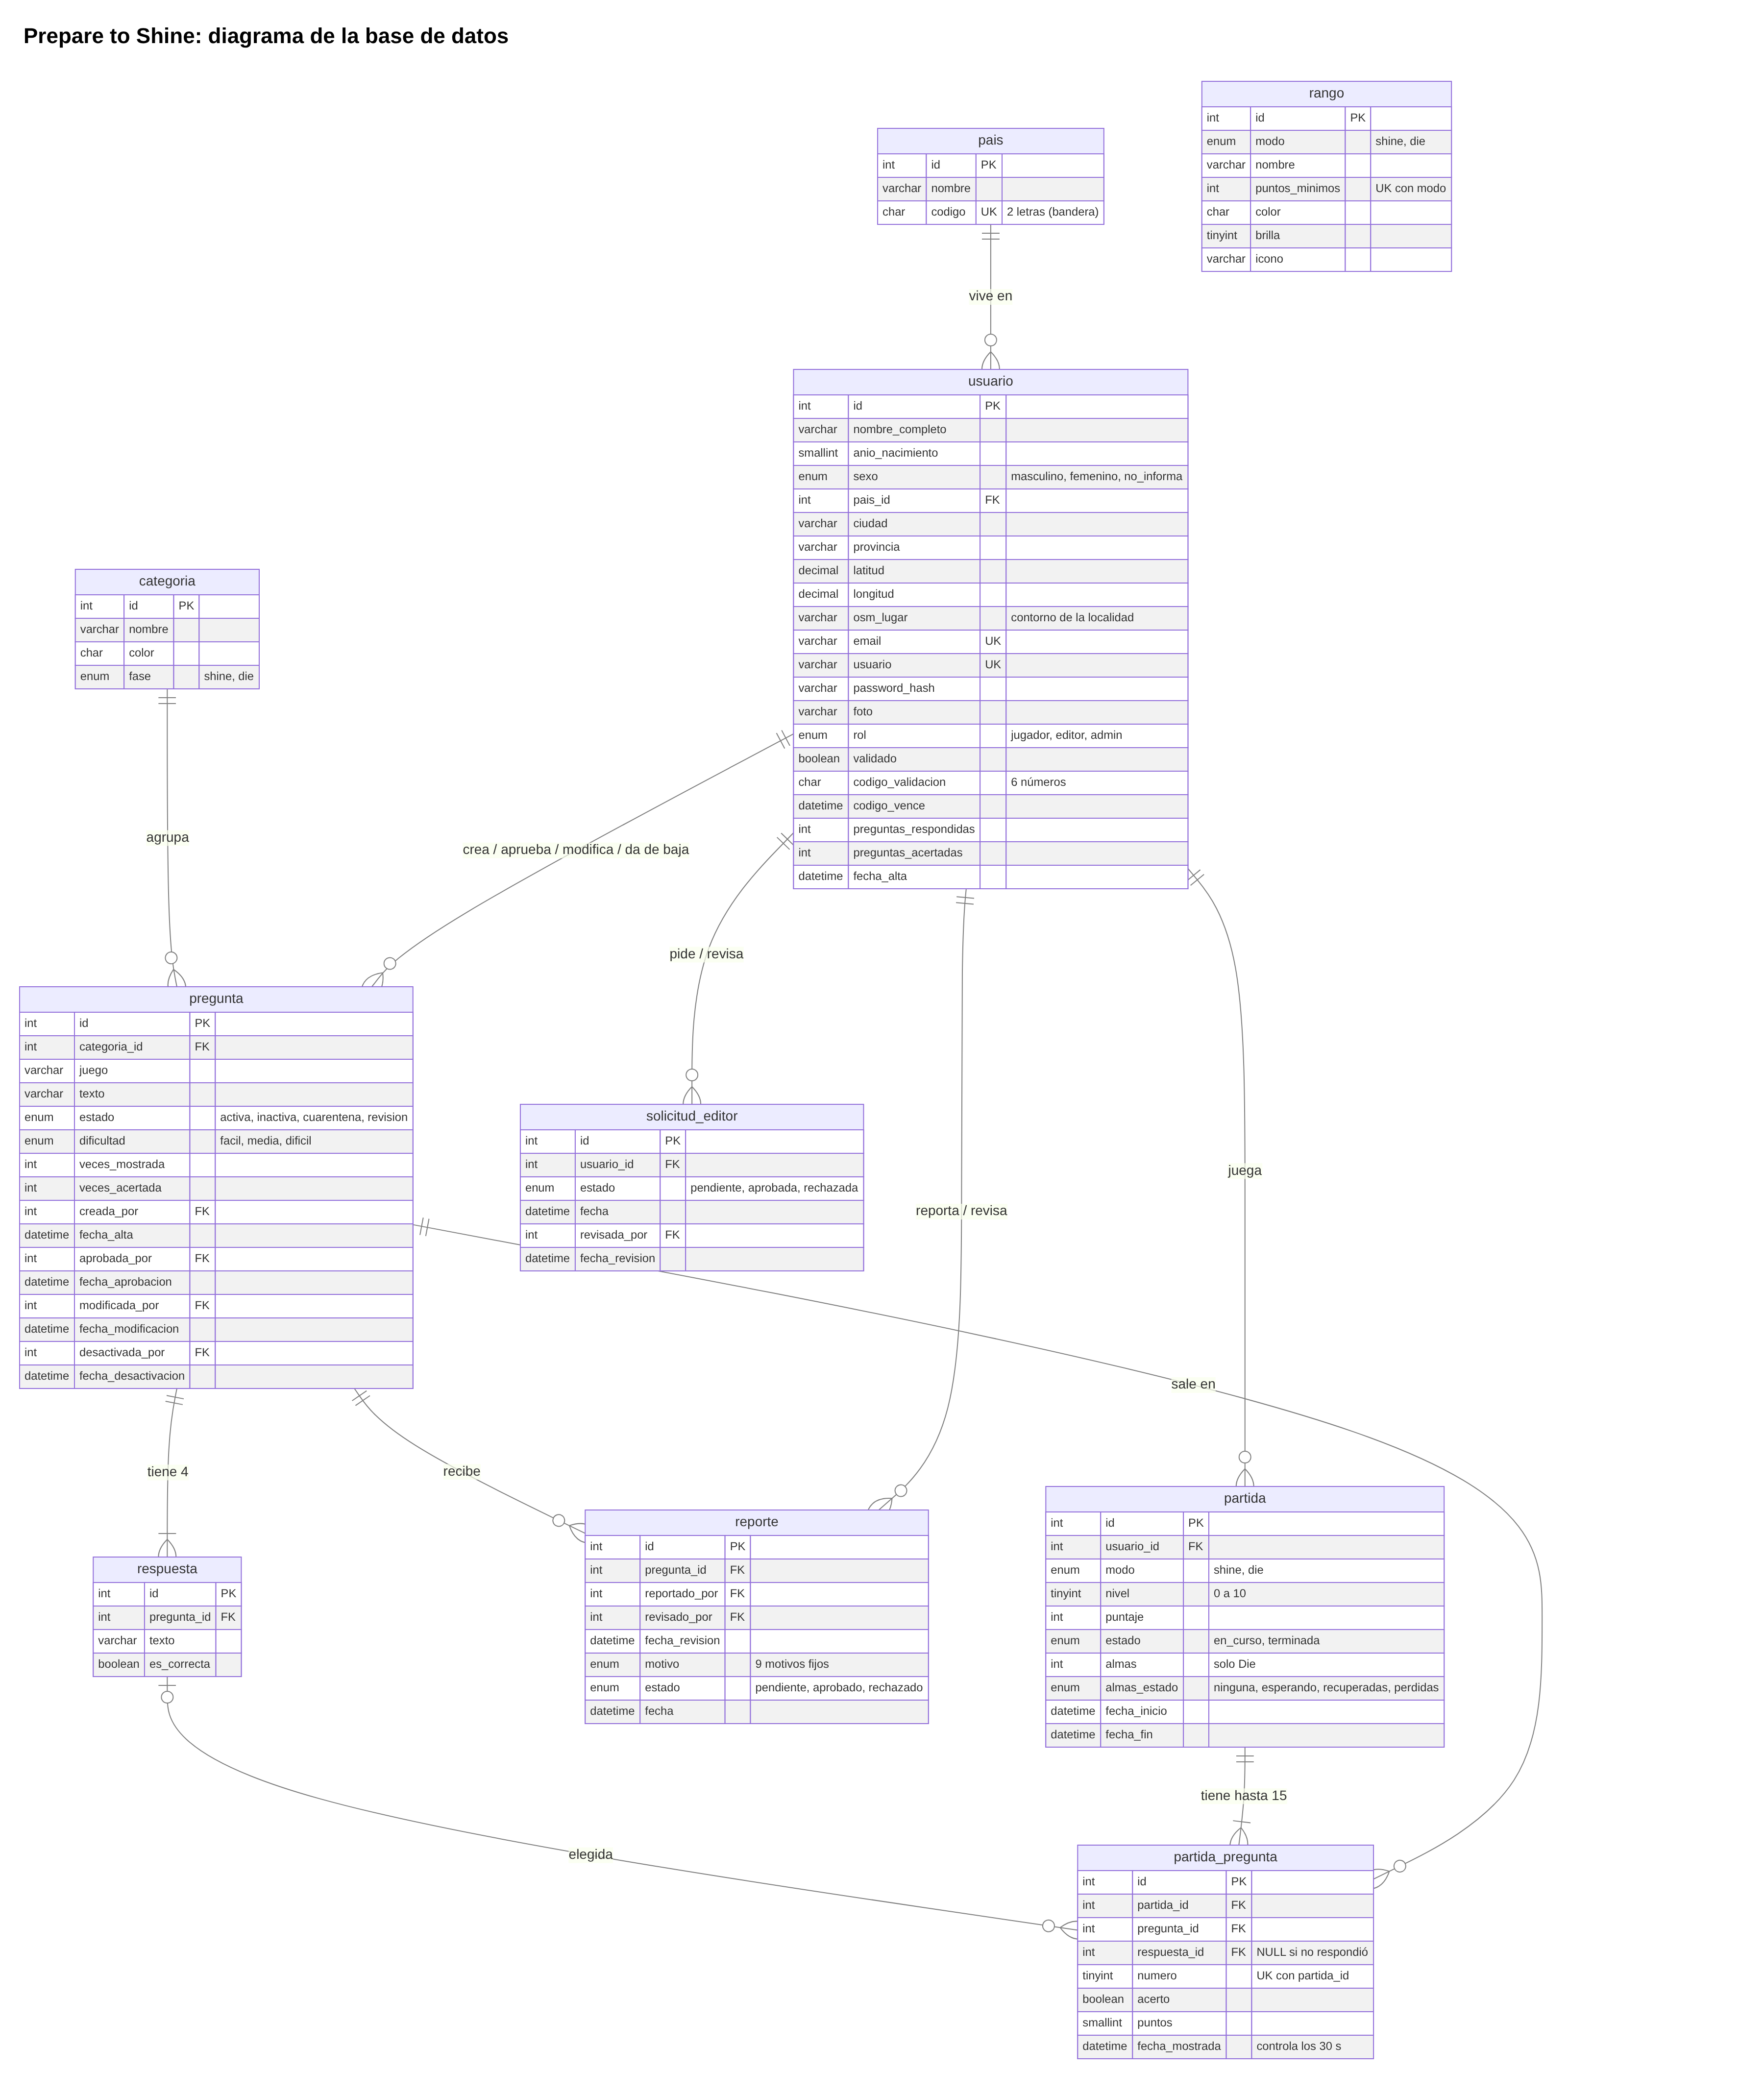 Prepare to Shine: diagrama de la base de datos
rango
int id PK
enum modo shine, die
varchar nombre
int puntos_minimos UK con modo
char color
tinyint brilla
varchar icono
pais
int id PK
varchar nombre
char codigo UK 2 letras (bandera)
vive en
usuario
int id PK
varchar nombre_completo
smallint anio_nacimiento
enum sexo masculino, femenino, no_informa
int pais_id FK
varchar ciudad
varchar provincia
decimal latitud
decimal longitud
varchar osm_lugar contorno de la localidad
varchar email UK
varchar usuario UK
varchar password_hash
varchar foto
enum rol jugador, editor, admin
boolean validado
char codigo_validacion 6 números
datetime codigo_vence
int preguntas_respondidas
int preguntas_acertadas
datetime fecha_alta
categoria
int id PK
varchar nombre
char color
enum fase shine, die
agrupa
crea / aprueba / modifica / da de baja
pide / revisa
reporta / revisa
juega
pregunta
int id PK
int categoria_id FK
varchar juego
varchar texto
enum estado activa, inactiva, cuarentena, revision
enum dificultad facil, media, dificil
int veces_mostrada
int veces_acertada
int creada_por FK
datetime fecha_alta
int aprobada_por FK
datetime fecha_aprobacion
int modificada_por FK
datetime fecha_modificacion
int desactivada_por FK
datetime fecha_desactivacion
solicitud_editor
int id PK
int usuario_id FK
enum estado pendiente, aprobada, rechazada
datetime fecha
int revisada_por FK
datetime fecha_revision
sale en
tiene 4
recibe
respuesta
int id PK
int pregunta_id FK
varchar texto
boolean es_correcta
reporte
int id PK
int pregunta_id FK
int reportado_por FK
int revisado_por FK
datetime fecha_revision
enum motivo 9 motivos fijos
enum estado pendiente, aprobado, rechazado
datetime fecha
partida
int id PK
int usuario_id FK
enum modo shine, die
tinyint nivel 0 a 10
int puntaje
enum estado en_curso, terminada
int almas solo Die
enum almas_estado ninguna, esperando, recuperadas, perdidas
datetime fecha_inicio
datetime fecha_fin
tiene hasta 15
elegida
partida_pregunta
int id PK
int partida_id FK
int pregunta_id FK
int respuesta_id FK NULL si no respondió
tinyint numero UK con partida_id
boolean acerto
smallint puntos
datetime fecha_mostrada controla los 30 s